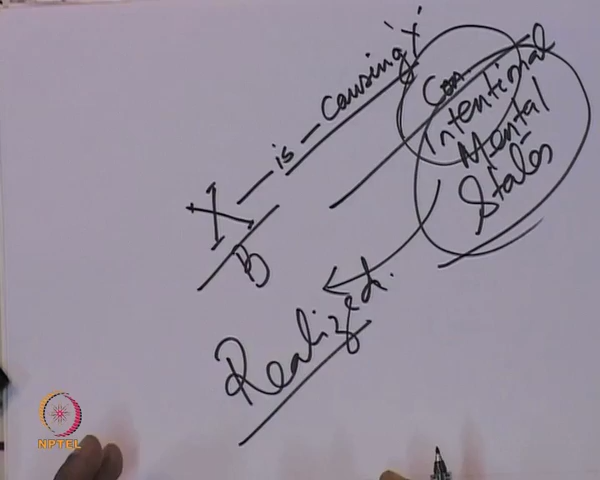 X — is — causing 'Y'
B
Con
Intentional
Mental
States
Realized.
NPTEL